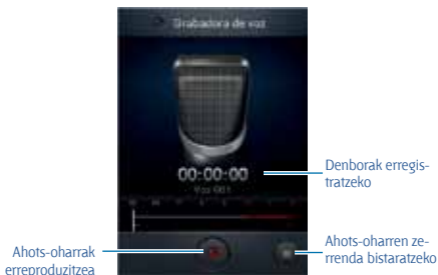 Grabadora de voz
00:00:00
Voz 001
Denborak erregis-
tratzeko
Ahots-oharrak
erreproduzitzea
Ahots-oharren ze-
rrenda bistaratzeko